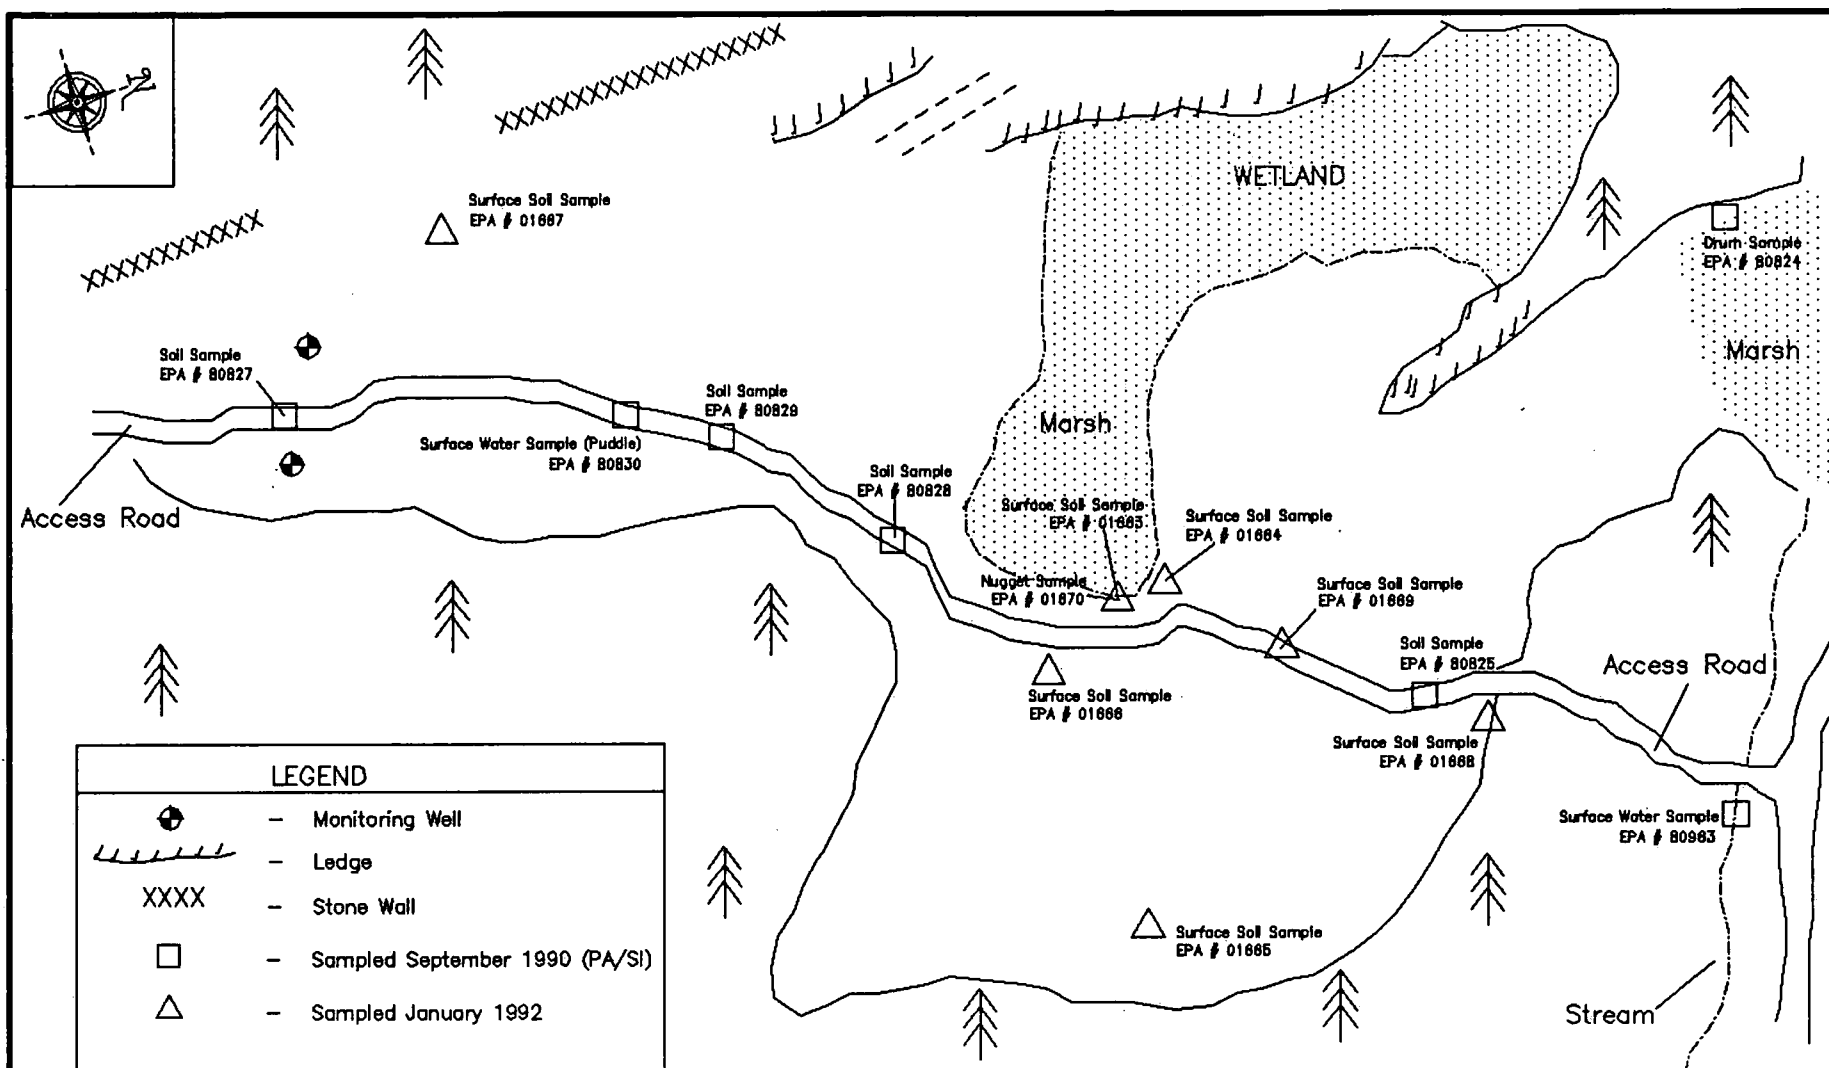 N
Surface Soil Sample
EPA # 01667
WETLAND
Drum Sample
EPA # 80824
Marsh
Soil Sample
EPA # 80827
Soil Sample
EPA # 80829
Surface Water Sample (Puddle)
EPA # 80830
Marsh
Soil Sample
EPA # 80828
Access Road
Surface Soil Sample
EPA # 01663
Surface Soil Sample
EPA # 01664
Nugget Sample
EPA # 01670
Surface Soil Sample
EPA # 01669
Soil Sample
EPA # 80825
Access Road
Surface Soil Sample
EPA # 01666
Surface Soil Sample
EPA # 01668
Surface Water Sample
EPA # 80983
Surface Soil Sample
EPA # 01665
Stream
LEGEND
- Monitoring Well
- Ledge
XXXX - Stone Wall
- Sampled September 1990 (PA/SI)
- Sampled January 1992